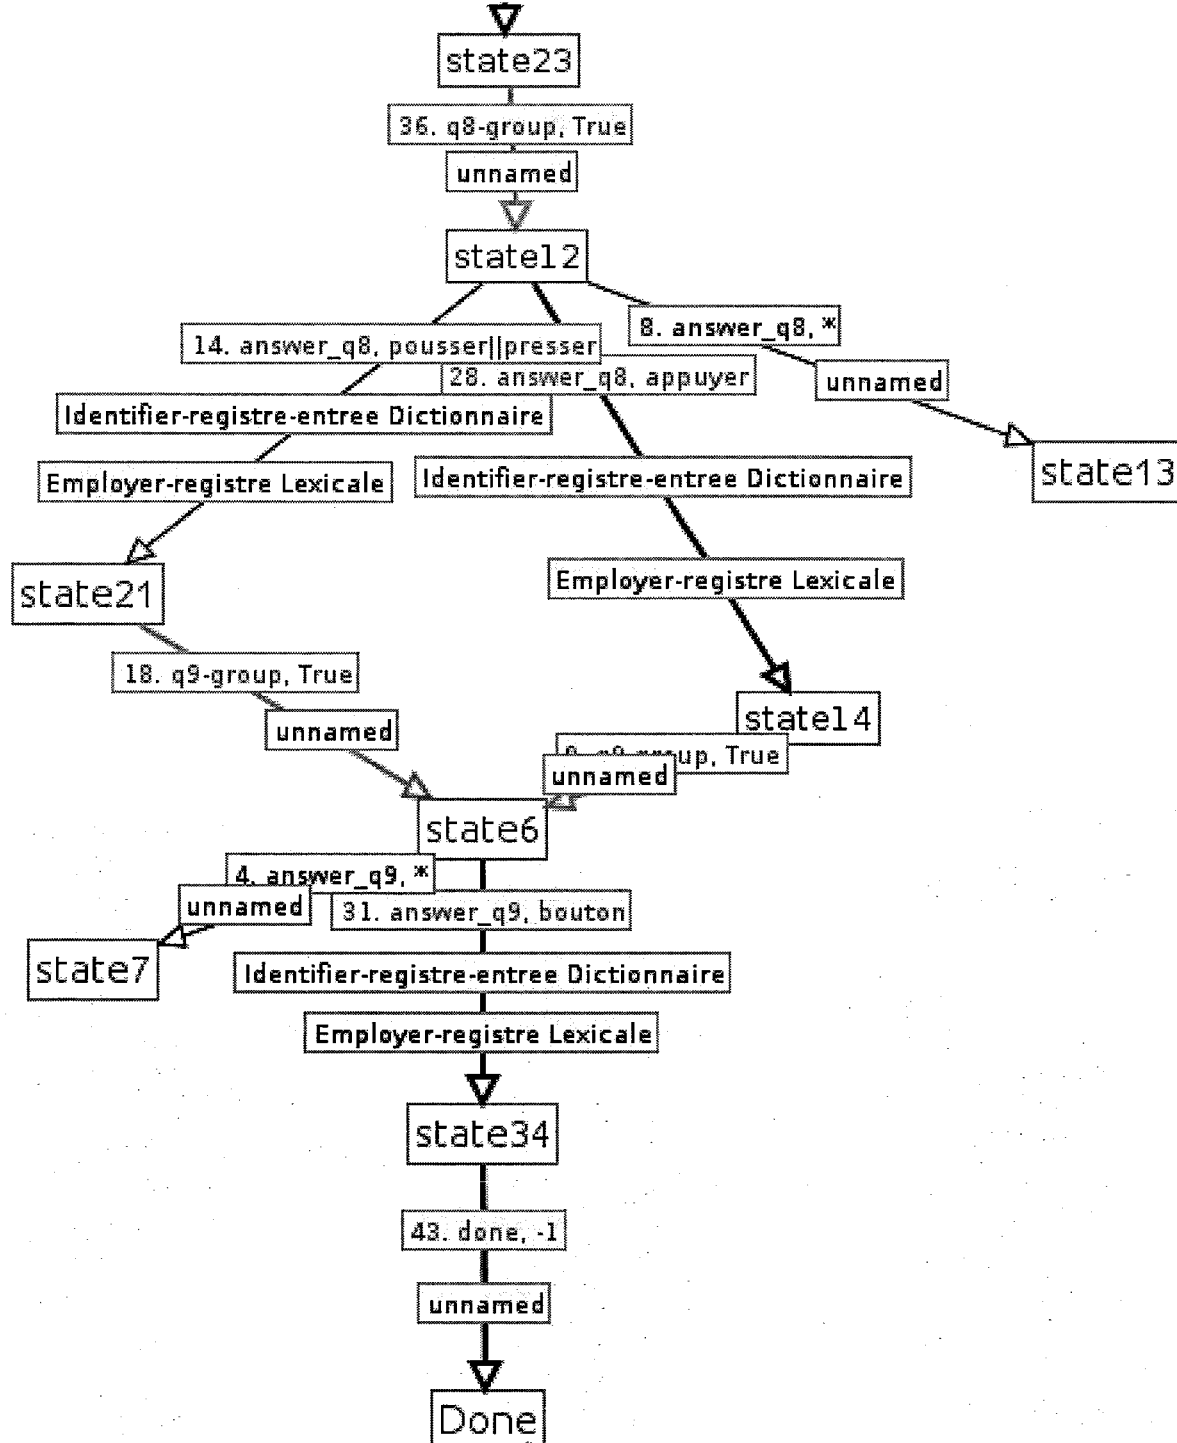 state23
36. q8-group, True
unnamed
state12
8. answer_q8, *
14. answer_q8, pousser||presser
28. answer_q8, appuyer
unnamed
Identifier-registre-entree Dictionnaire
state13
Employer-registre Lexicale
Identifier-registre-entree Dictionnaire
Employer-registre Lexicale
state21
18. q9-group, True
state14
unnamed
up, True
unnamed
state6
4. answer_q9, *
unnamed
31. answer_q9, bouton
state7
Identifier-registre-entree Dictionnaire
Employer-registre Lexicale
state34
43. done, -1
unnamed
Done